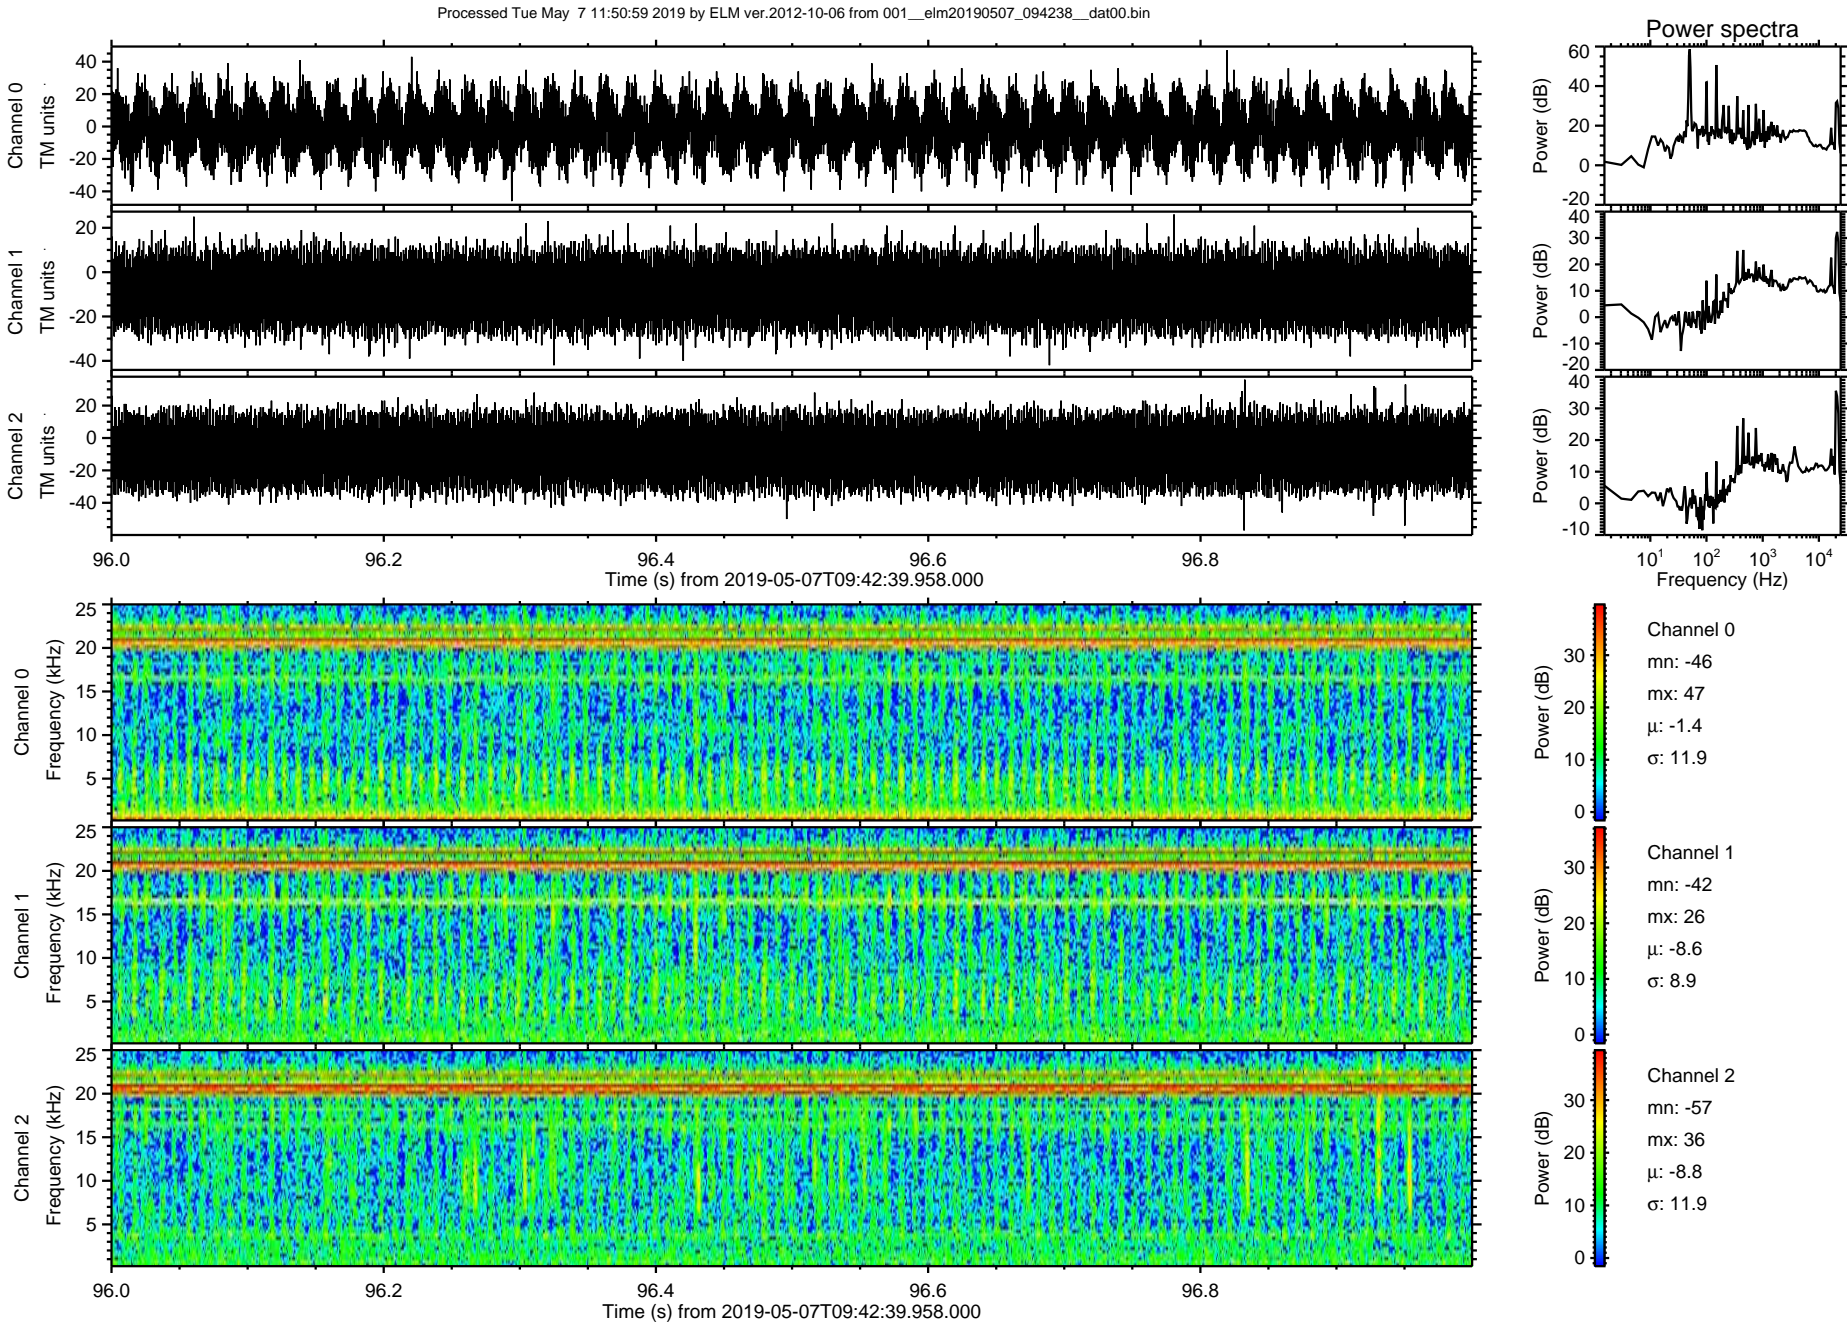 Processed Tue May  7 11:50:59 2019 by ELM ver.2012-10-06 from 001__elm20190507_094238__dat00.bin
Power spectra
Channel 0
TM units
40
20
0
-20
-40
Power (dB)
60
40
20
0
-20
Channel 1
TM units
20
0
-20
-40
Power (dB)
40
30
20
10
0
-10
-20
Channel 2
TM units
20
0
-20
-40
Power (dB)
40
30
20
10
0
-10
96.0 96.2 96.4 96.6 96.8
Time (s) from 2019-05-07T09:42:39.958.000
10¹ 10² 10³ 10⁴
Frequency (Hz)
Channel 0
Frequency (kHz)
25
20
15
10
5
Power (dB)
30
20
10
0
Channel 0
mn: -46
mx: 47
μ: -1.4
σ: 11.9
Channel 1
Frequency (kHz)
25
20
15
10
5
Power (dB)
30
20
10
0
Channel 1
mn: -42
mx: 26
μ: -8.6
σ: 8.9
Channel 2
Frequency (kHz)
25
20
15
10
5
Power (dB)
30
20
10
0
Channel 2
mn: -57
mx: 36
μ: -8.8
σ: 11.9
96.0 96.2 96.4 96.6 96.8
Time (s) from 2019-05-07T09:42:39.958.000